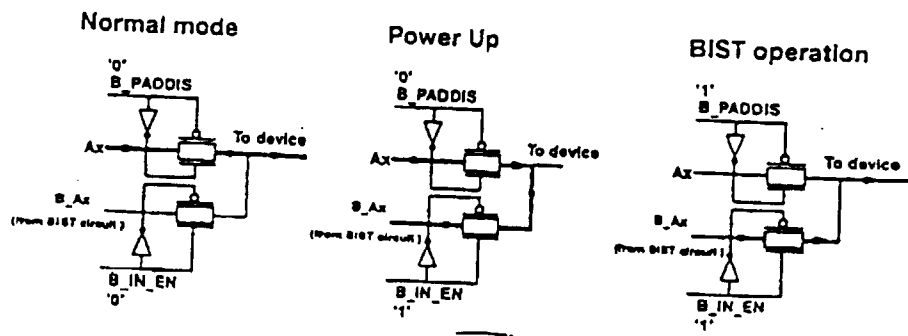 Normal mode
'0'
B_PADDIS
Ax
To device
B_Ax
(from BIST circuit)
B_IN_EN
'0'
Power Up
'0'
B_PADDIS
Ax
To device
B_Ax
(from BIST circuit)
B_IN_EN
'1'
BIST operation
'1'
B_PADDIS
Ax
To device
B_Ax
(from BIST circuit)
B_IN_EN
'1'